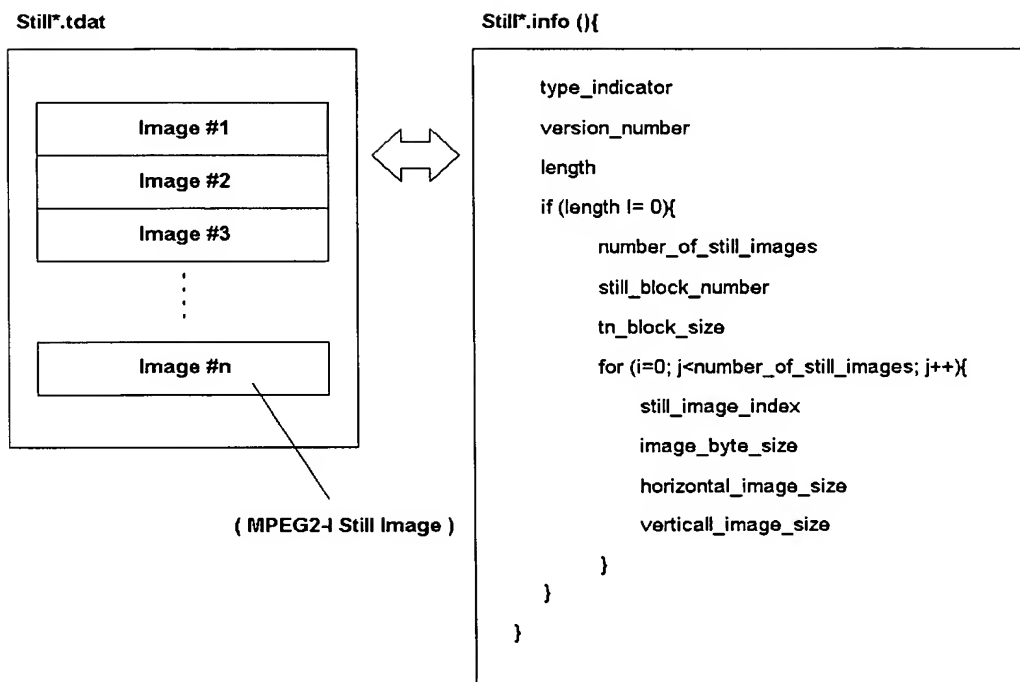 Still*.tdat
Image #1
Image #2
Image #3
Image #n
( MPEG2-I Still Image )
Still*.info (){
type_indicator
version_number
length
if (length != 0){
number_of_still_images
still_block_number
tn_block_size
for (i=0; j<number_of_still_images; j++){
still_image_index
image_byte_size
horizontal_image_size
verticall_image_size
}
}
}